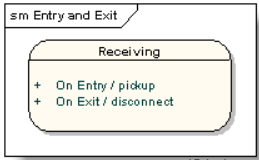 sm Entry and Exit
Receiving
+ On Entry / pickup
+ On Exit / disconnect